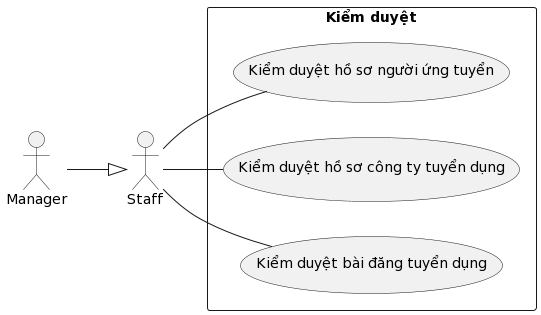 Kiểm duyệt
Kiểm duyệt hồ sơ người ứng tuyển
Kiểm duyệt hồ sơ công ty tuyển dụng
Manager
Staff
Kiểm duyệt bài đăng tuyển dụng